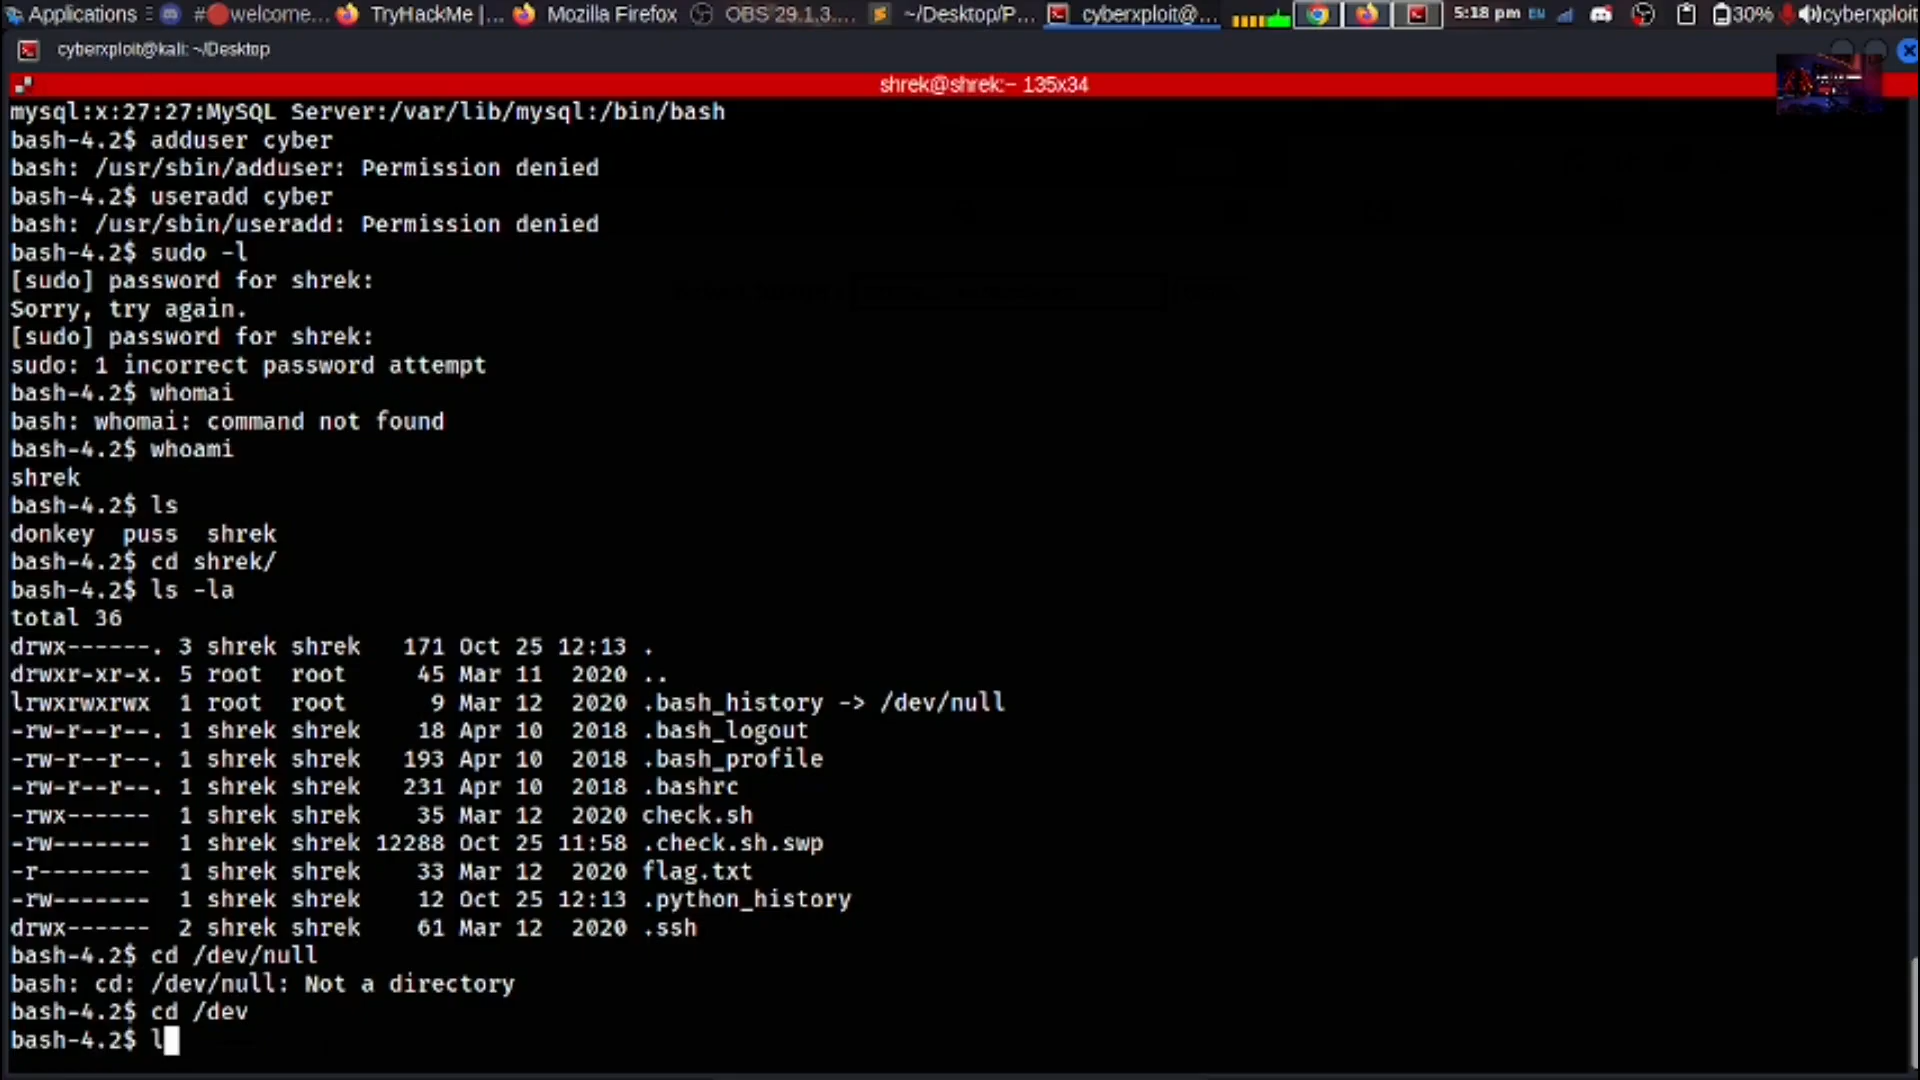 Applications #welcome... TryHackMe |... Mozilla Firefox OBS 29.1.3.... ~/Desktop/P... cyberxploit@... 5:18 pm EN 30% cyberxploit
cyberxploit@kali: ~/Desktop
shrek@shrek:~ 135x34
mysql:x:27:27:MySQL Server:/var/lib/mysql:/bin/bash
bash-4.2$ adduser cyber
bash: /usr/sbin/adduser: Permission denied
bash-4.2$ useradd cyber
bash: /usr/sbin/useradd: Permission denied
bash-4.2$ sudo -l
[sudo] password for shrek:
Sorry, try again.
[sudo] password for shrek:
sudo: 1 incorrect password attempt
bash-4.2$ whomai
bash: whomai: command not found
bash-4.2$ whoami
shrek
bash-4.2$ ls
donkey  puss  shrek
bash-4.2$ cd shrek/
bash-4.2$ ls -la
total 36
drwx------. 3 shrek shrek   171 Oct 25 12:13 .
drwxr-xr-x. 5 root  root     45 Mar 11  2020 ..
lrwxrwxrwx  1 root  root      9 Mar 12  2020 .bash_history -> /dev/null
-rw-r--r--. 1 shrek shrek    18 Apr 10  2018 .bash_logout
-rw-r--r--. 1 shrek shrek   193 Apr 10  2018 .bash_profile
-rw-r--r--. 1 shrek shrek   231 Apr 10  2018 .bashrc
-rwx------  1 shrek shrek    35 Mar 12  2020 check.sh
-rw-------  1 shrek shrek 12288 Oct 25 11:58 .check.sh.swp
-r--------  1 shrek shrek    33 Mar 12  2020 flag.txt
-rw-------  1 shrek shrek    12 Oct 25 12:13 .python_history
drwx------  2 shrek shrek    61 Mar 12  2020 .ssh
bash-4.2$ cd /dev/null
bash: cd: /dev/null: Not a directory
bash-4.2$ cd /dev
bash-4.2$ l